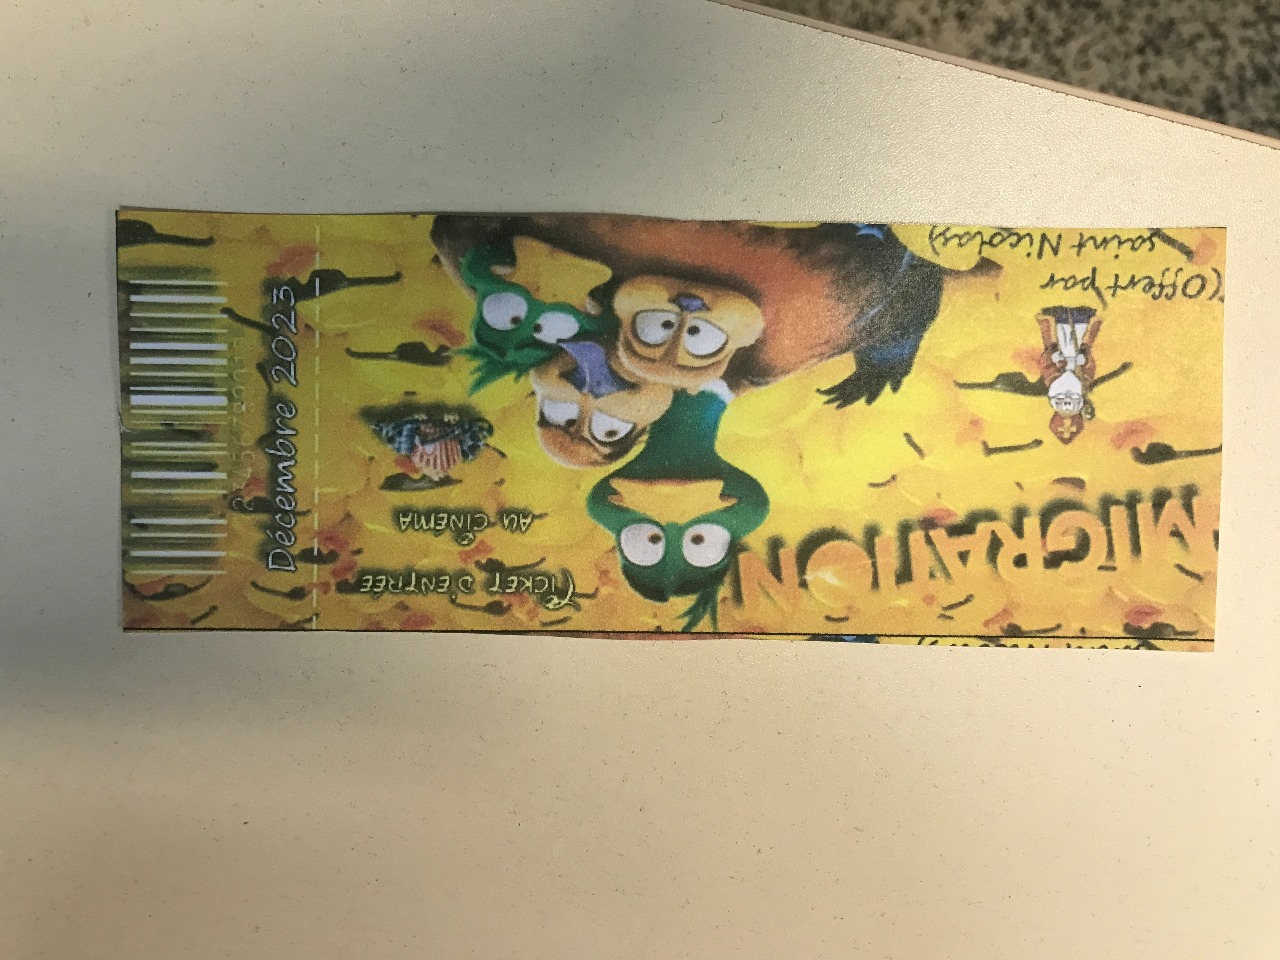 MIGRATION
TICKET D'ENTRÉE
AU CINÉMA
(Offert par
saint Nicolas)
Décembre 2023